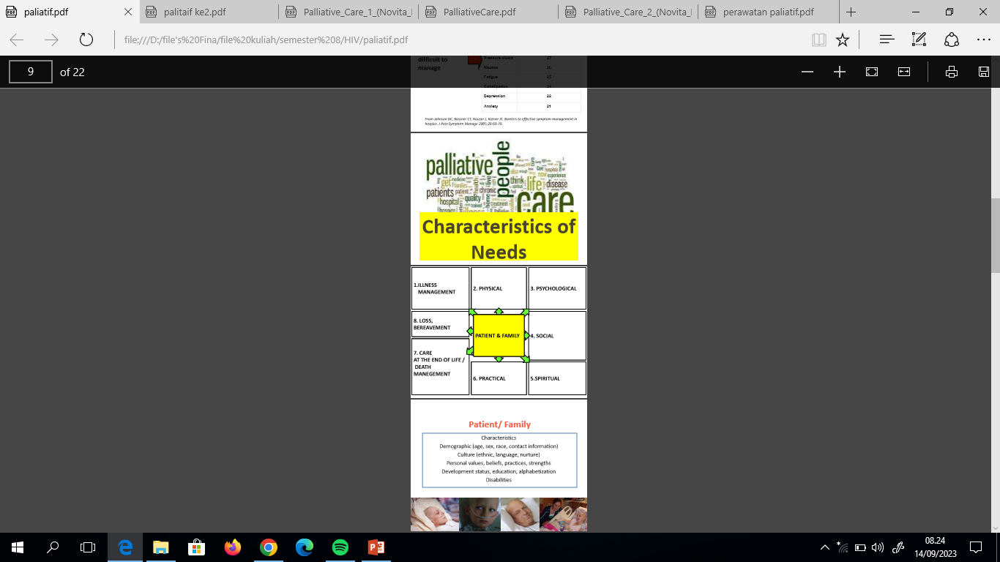 paliatif.pdf
palitaif ke2.pdf
Palliative_Care_1_(Novita_
PalliativeCare.pdf
Palliative_Care_2_(Novita_
perawatan paliatif.pdf
file:///D:/file's%20Fina/file%20kuliah/semester%208/HIV/paliatif.pdf
9 of 22
difficult to
manage
Pressure ulcers 27
Nausea 26
Fatigue 25
Constipation
Depression 22
Anxiety 21
From Johnson DC, Kassner CT, Houser J, Kutner JS. Barriers to effective symptom management in
hospice. J Pain Symptom Manage 2005;29:69-79.
palliative
people
get
think
life
disease
experience
patients
chronic
hospital
quality
care
hospice
Characteristics of
Needs
1.ILLNESS
MANAGEMENT
2. PHYSICAL
3. PSYCHOLOGICAL
8. LOSS,
BEREAVEMENT
PATIENT & FAMILY
4. SOCIAL
7. CARE
AT THE END OF LIFE /
DEATH
MANEGEMENT
6. PRACTICAL
5.SPIRITUAL
Patient/ Family
Characteristics
Demographic (age, sex, race, contact information)
Culture (ethnic, language, nurture)
Personal values, beliefs, practices, strengths
Development status, education, alphabetization
Disabilities
08.24
14/09/2023